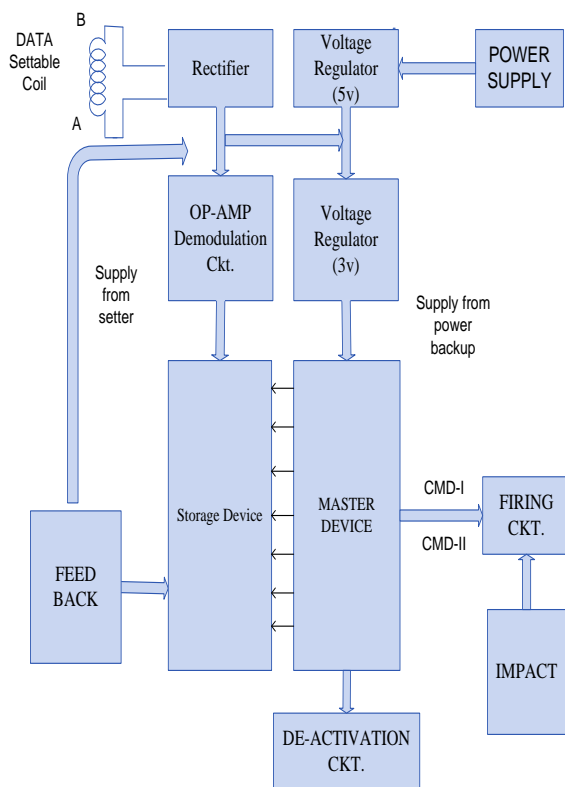 B
DATA
Settable
Coil
A
Rectifier
Voltage
Regulator
(5v)
POWER
SUPPLY
OP-AMP
Demodulation
Ckt.
Voltage
Regulator
(3v)
Supply
from
setter
Supply from
power
backup
Storage Device
MASTER
DEVICE
CMD-I
CMD-II
FIRING
CKT.
FEED
BACK
IMPACT
DE-ACTIVATION
CKT.